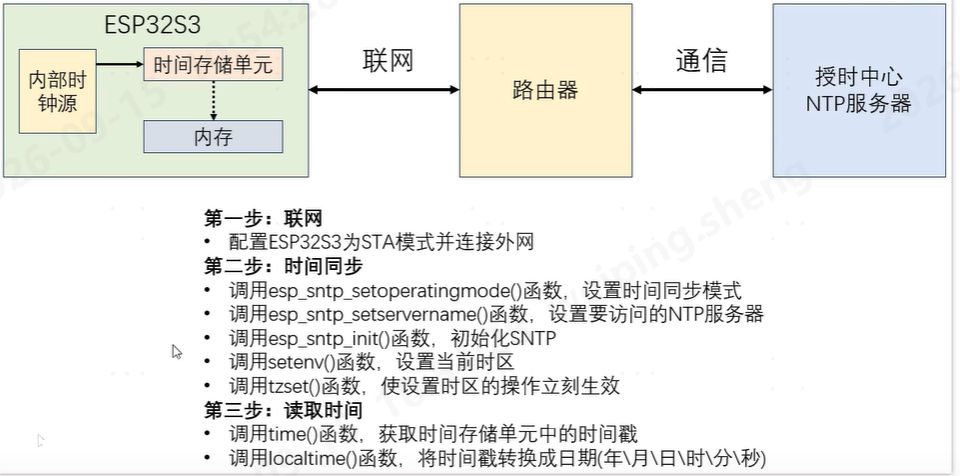 ESP32S3
内部时
钟源
时间存储单元
内存
联网
路由器
通信
授时中心
NTP服务器
第一步：联网
• 配置ESP32S3为STA模式并连接外网
第二步：时间同步
• 调用esp_sntp_setoperatingmode()函数，设置时间同步模式
• 调用esp_sntp_setservername()函数，设置要访问的NTP服务器
• 调用esp_sntp_init()函数，初始化SNTP
• 调用setenv()函数，设置当前时区
• 调用tzset()函数，使设置时区的操作立刻生效
第三步：读取时间
• 调用time()函数，获取时间存储单元中的时间戳
• 调用localtime()函数，将时间戳转换成日期(年\月\日\时\分\秒)